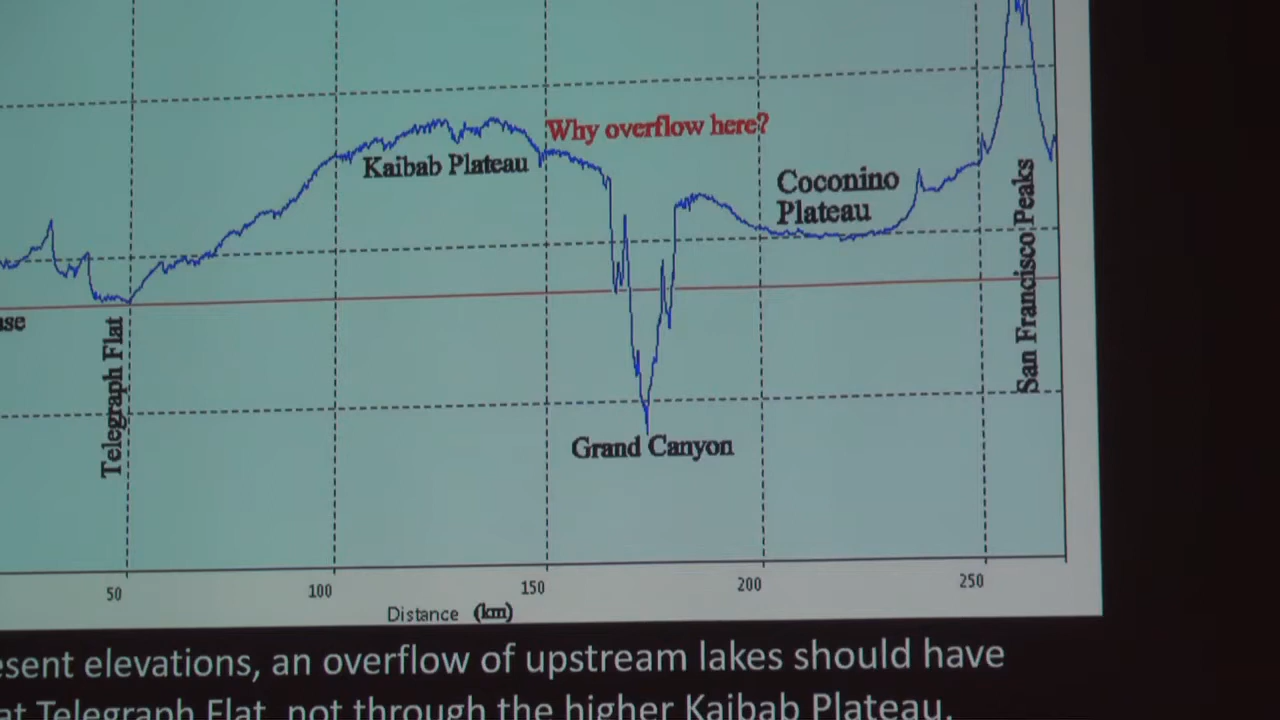 Why overflow here?
Kaibab Plateau
Coconino
Plateau
San Francisco Peaks
Telegraph Flat
Grand Canyon
50 100 150 200 250
Distance (km)
elevations, an overflow of upstream lakes should have
at Telegraph Flat, not through the higher Kaibab Plateau.